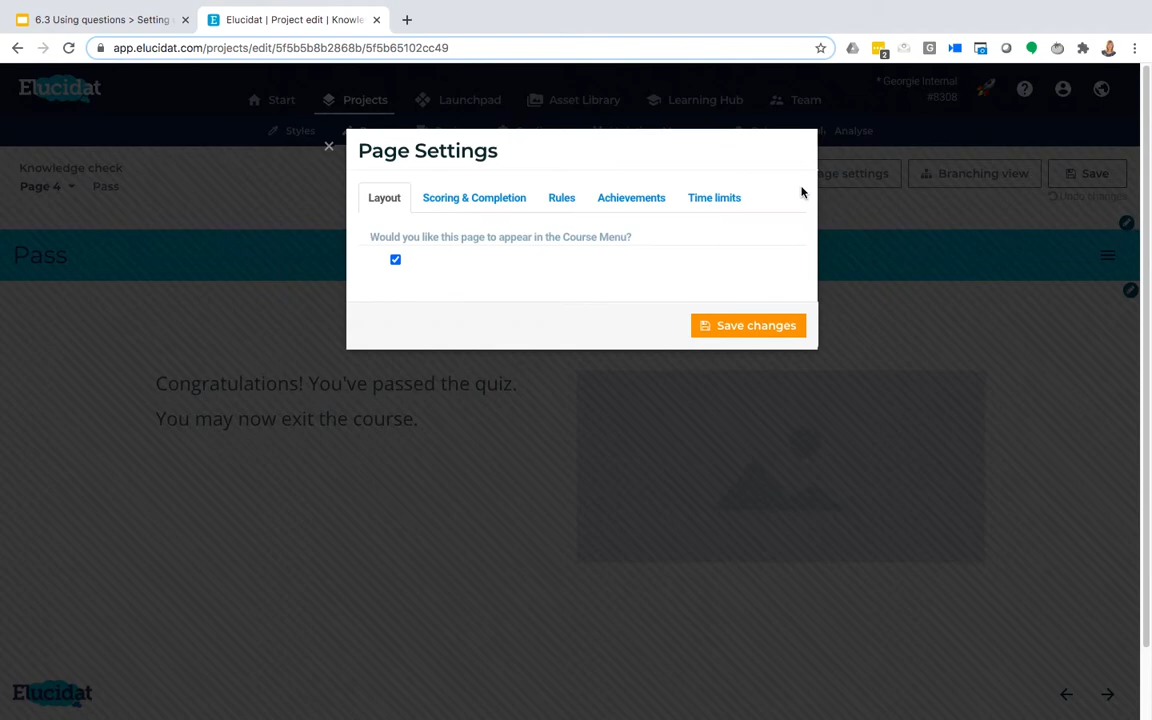 6.3 Using questions > Setting
Elucidat | Project edit | Knowle
app.elucidat.com/projects/edit/5f5b5b8b2868b/5f5b65102cc49
2
Elucidat
Start
Projects
Launchpad
Asset Library
Learning Hub
Team
* Georgie Internal
#8308
Styles
Analyse
Knowledge check
Page 4
Pass
Page Settings
age settings
Branching view
Save
Undo changes
Layout
Scoring & Completion
Rules
Achievements
Time limits
Would you like this page to appear in the Course Menu?
Pass
Save changes
Congratulations! You've passed the quiz.
You may now exit the course.
Elucidat